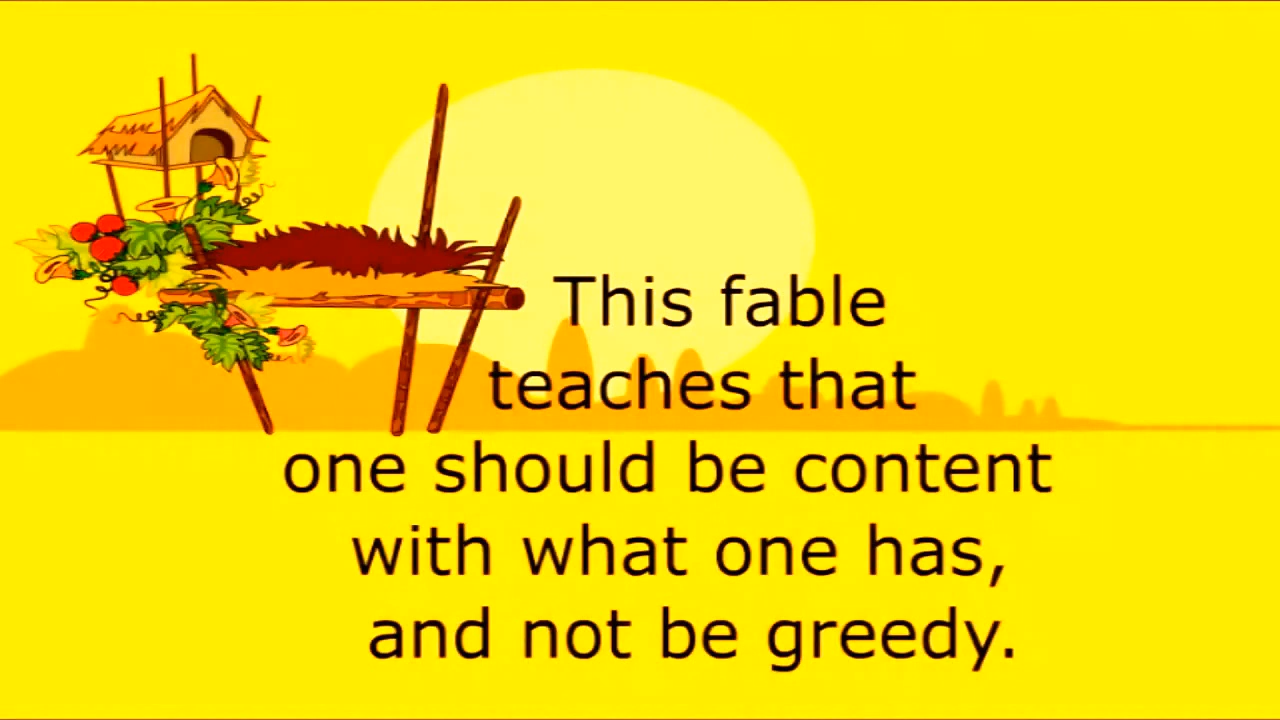 This fable
teaches that
one should be content
with what one has,
and not be greedy.